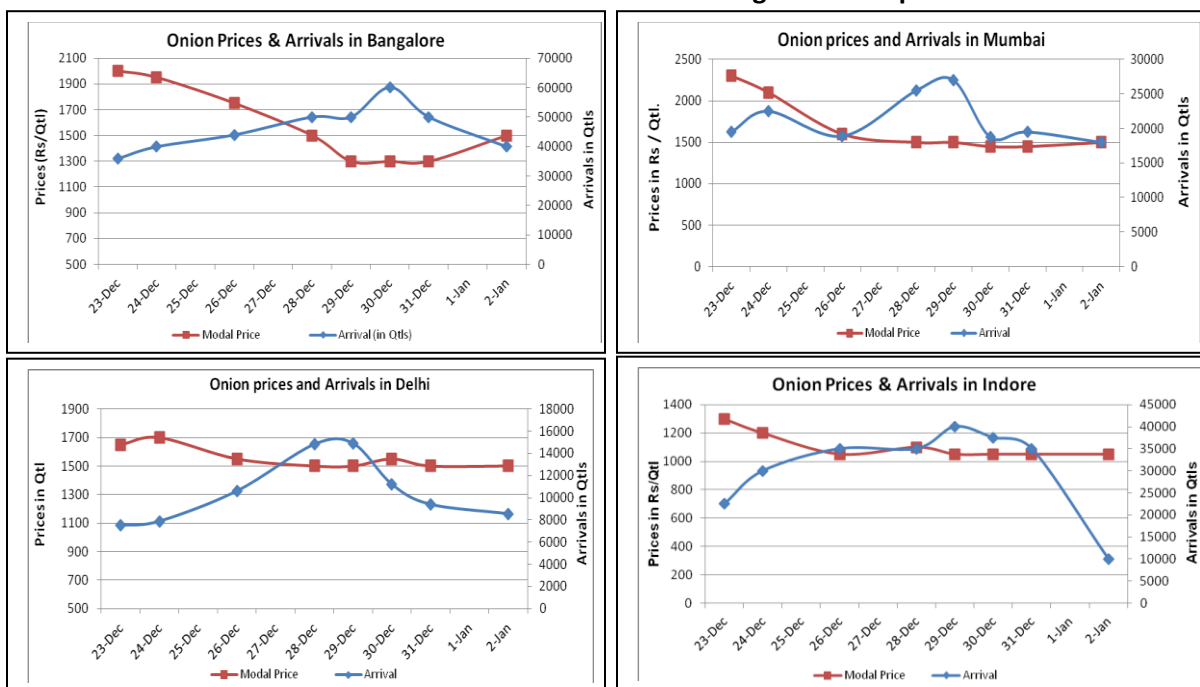 Onion Prices & Arrivals in Bangalore
2100
1900
1700
1500
1300
1100
900
700
500
Prices (Rs/Qtl)
70000
60000
50000
40000
30000
20000
10000
0
Arrivals in Qtls
23-Dec
24-Dec
25-Dec
26-Dec
27-Dec
28-Dec
29-Dec
30-Dec
31-Dec
1-Jan
2-Jan
Modal Price
Arrival (in Qtls)
Onion prices and Arrivals in Mumbai
2500
2000
1500
1000
500
0
Prices in Rs / Qtl.
30000
25000
20000
15000
10000
5000
0
Arrivals in Qtls
23-Dec
24-Dec
25-Dec
26-Dec
27-Dec
28-Dec
29-Dec
30-Dec
31-Dec
1-Jan
2-Jan
Modal Price
Arrival
Onion prices and Arrivals in Delhi
1900
1700
1500
1300
1100
900
700
500
Prices in Qtl
18000
16000
14000
12000
10000
8000
6000
4000
2000
0
Arrivals in Qtls
23-Dec
24-Dec
25-Dec
26-Dec
27-Dec
28-Dec
29-Dec
30-Dec
31-Dec
1-Jan
2-Jan
Modal Price
Arrival
Onion Prices & Arrivals in Indore
1400
1200
1000
800
600
400
200
0
Prices in Rs/Qtl
45000
40000
35000
30000
25000
20000
15000
10000
5000
0
Arrivals in Qtls
23-Dec
24-Dec
25-Dec
26-Dec
27-Dec
28-Dec
29-Dec
30-Dec
31-Dec
1-Jan
2-Jan
Modal Price
Arrival